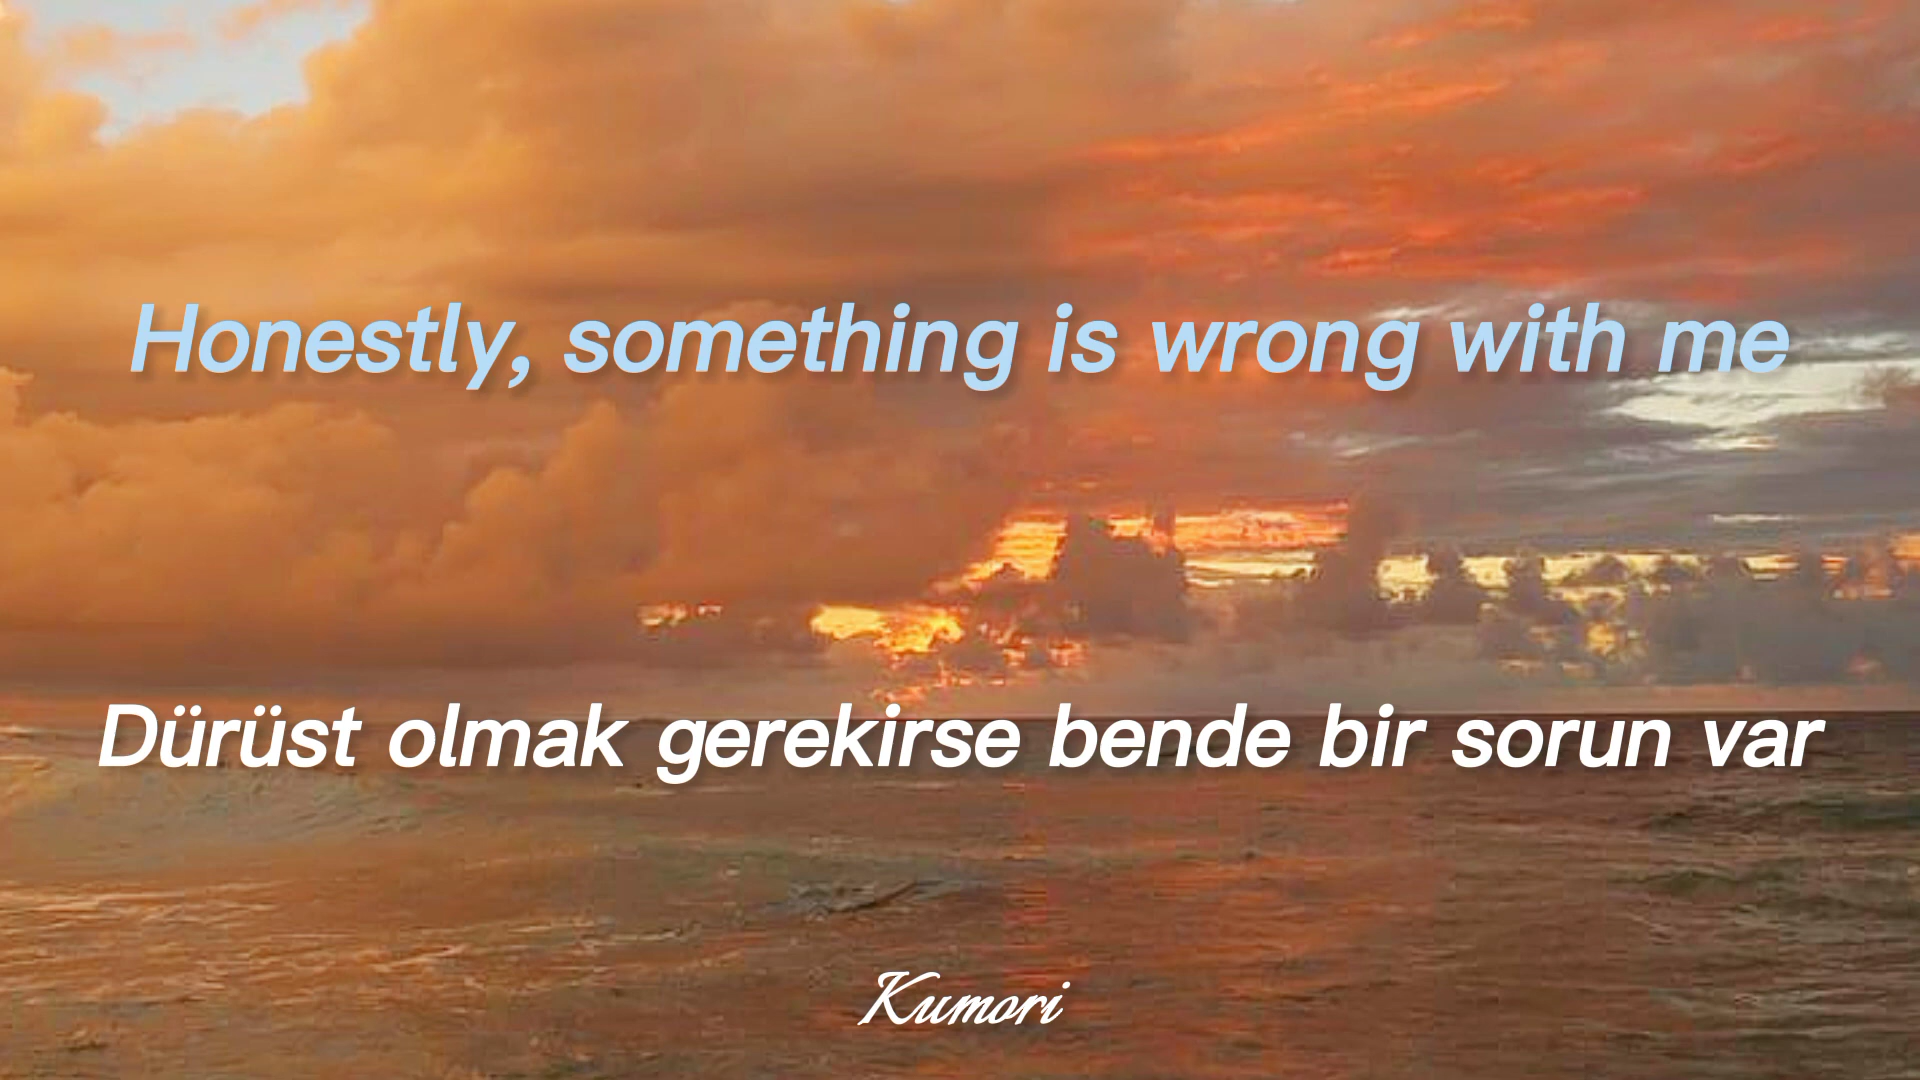 Honestly, something is wrong with me
Dürüst olmak gerekirse bende bir sorun var
Kumori